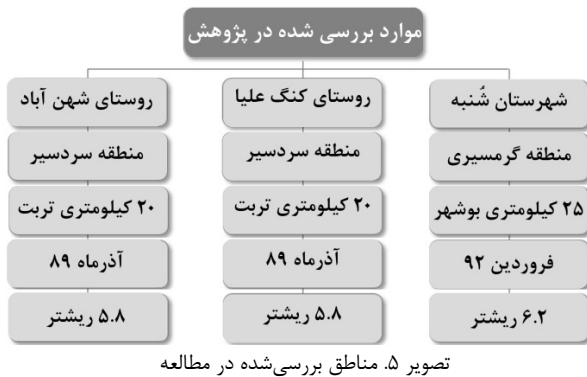 موارد بررسی شده در پژوهش
شهرستان شُنبه
منطقه گرمسیری
۲۵ کیلومتری بوشهر
فروردین ۹۲
۶.۲ ریشتر
روستای کنگ علیا
منطقه سردسیر
۲۰ کیلومتری تربت
آذرماه ۸۹
۵.۸ ریشتر
روستای شهن آباد
منطقه سردسیر
۲۰ کیلومتری تربت
آذرماه ۸۹
۵.۸ ریشتر
تصویر ۵. مناطق بررسی‌شده در مطالعه